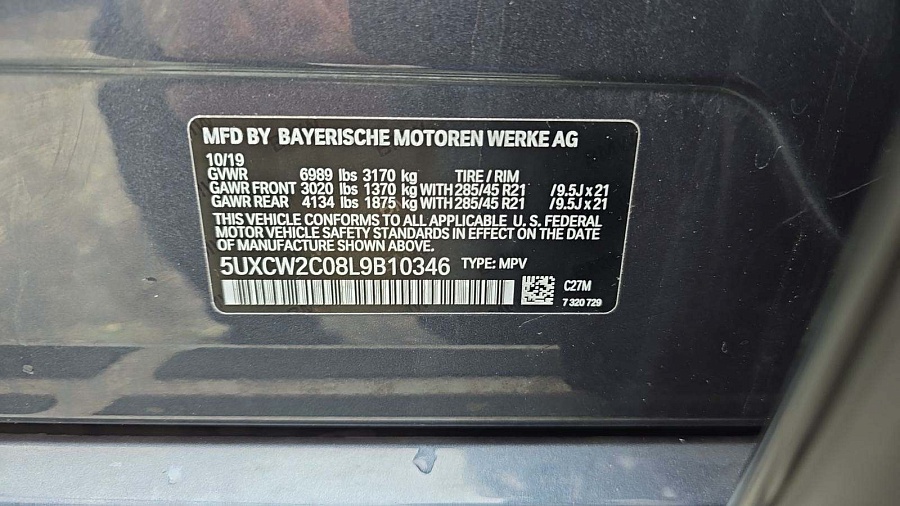 MFD BY BAYERISCHE MOTOREN WERKE AG
10/19
GVWR 6989 lbs 3170 kg TIRE / RIM
GAWR FRONT 3020 lbs 1370 kg WITH 285/45 R21 /9.5J x 21
GAWR REAR 4134 lbs 1875 kg WITH 285/45 R21 /9.5J x 21
THIS VEHICLE CONFORMS TO ALL APPLICABLE U. S. FEDERAL
MOTOR VEHICLE SAFETY STANDARDS IN EFFECT ON THE DATE
OF MANUFACTURE SHOWN ABOVE.
5UXCW2C08L9B10346 TYPE: MPV
C27M
7 320 729